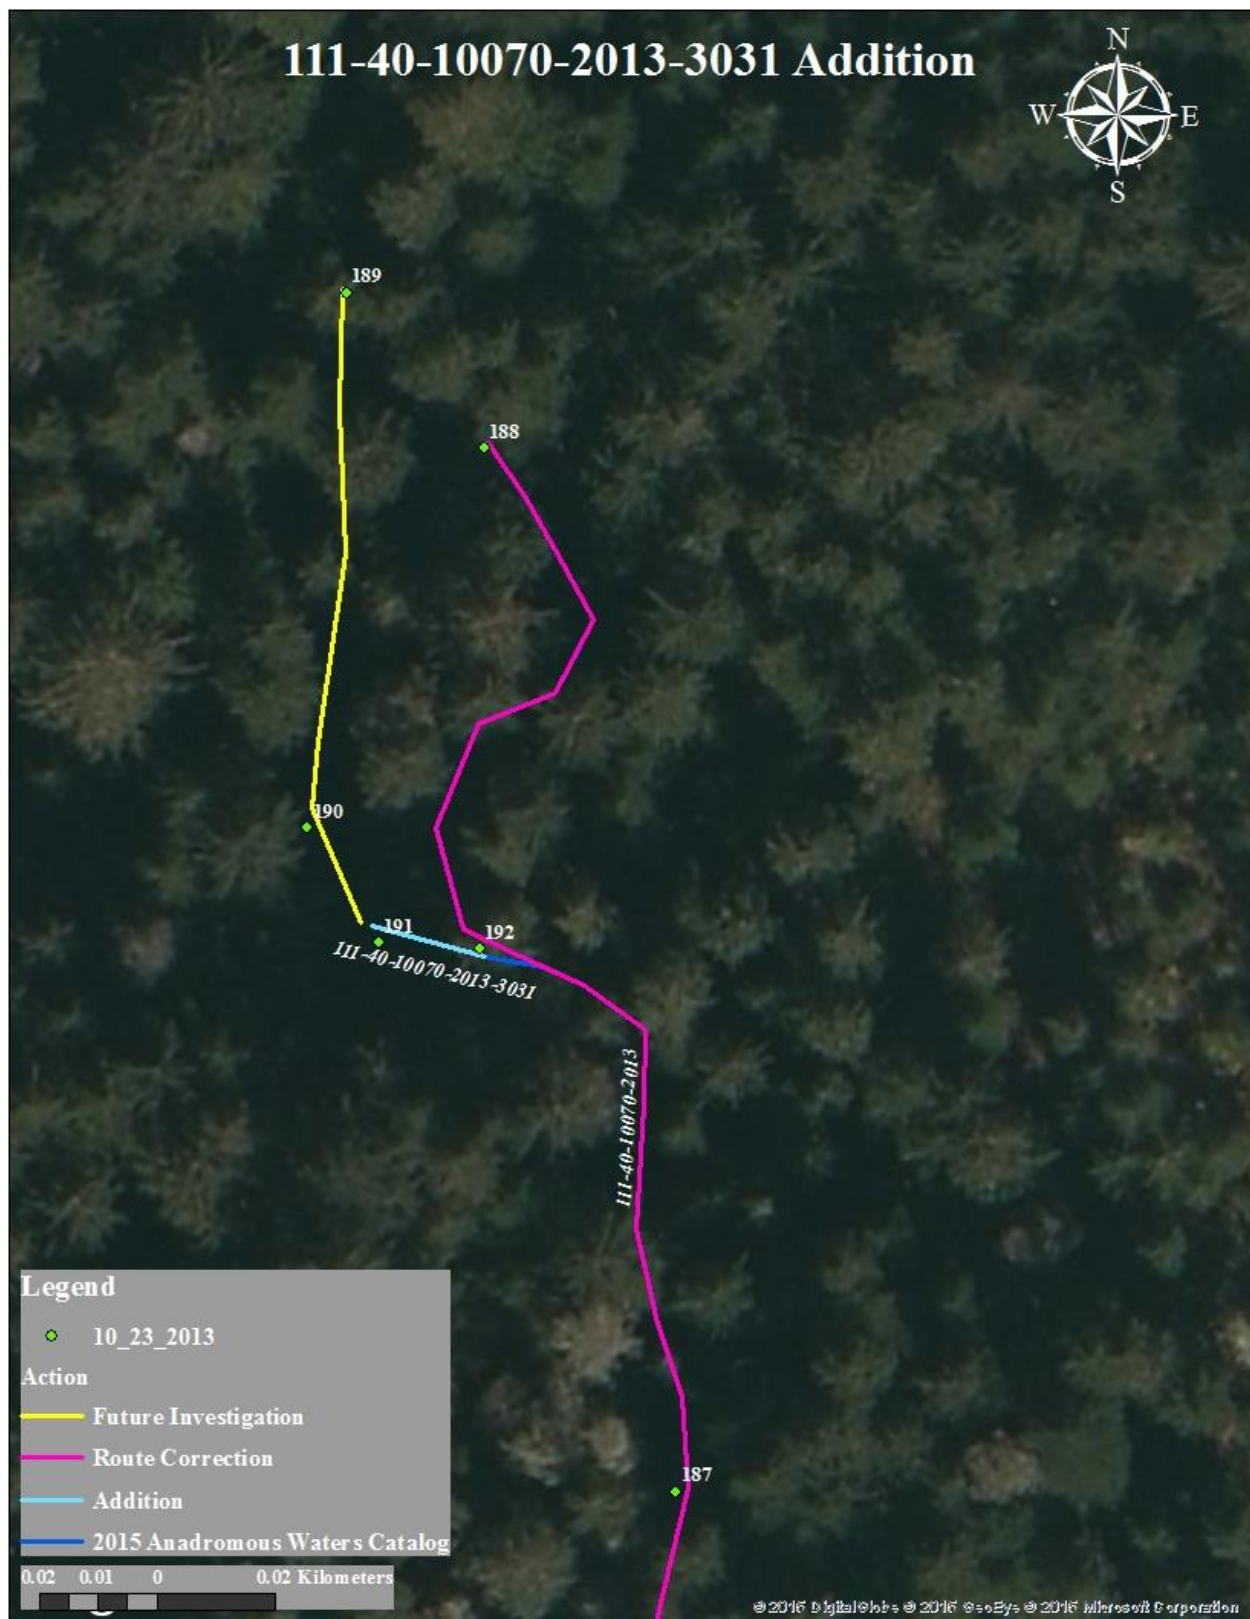 111-40-10070-2013-3031 Addition
N
W E
S
189
188
190
191
192
111-40-10070-2013-3031
111-40-10070-2013
187
Legend
10_23_2013
Action
Future Investigation
Route Correction
Addition
2015 Anadromous Waters Catalog
0.02 0.01 0 0.02 Kilometers
© 2016 DigitalGlobe © 2016 GeoEye © 2016 Microsoft Corporation